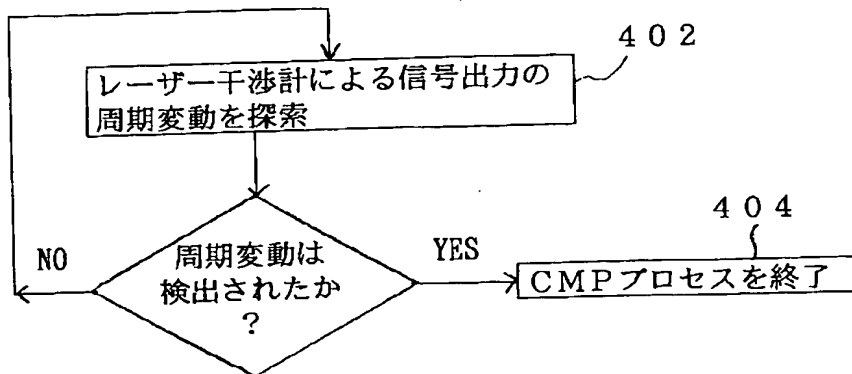 402
レーザー干渉計による信号出力の
周期変動を探索
404
NO
周期変動は
検出されたか
？
YES
CMPプロセスを終了